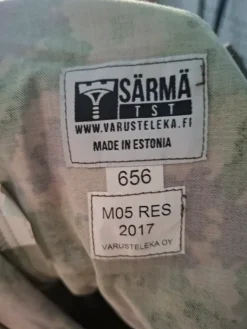 SÄRMÄ
TST
WWW.VARUSTELEKA.FI
MADE IN ESTONIA
656
M05 RES
2017
VARUSTELEKA OY